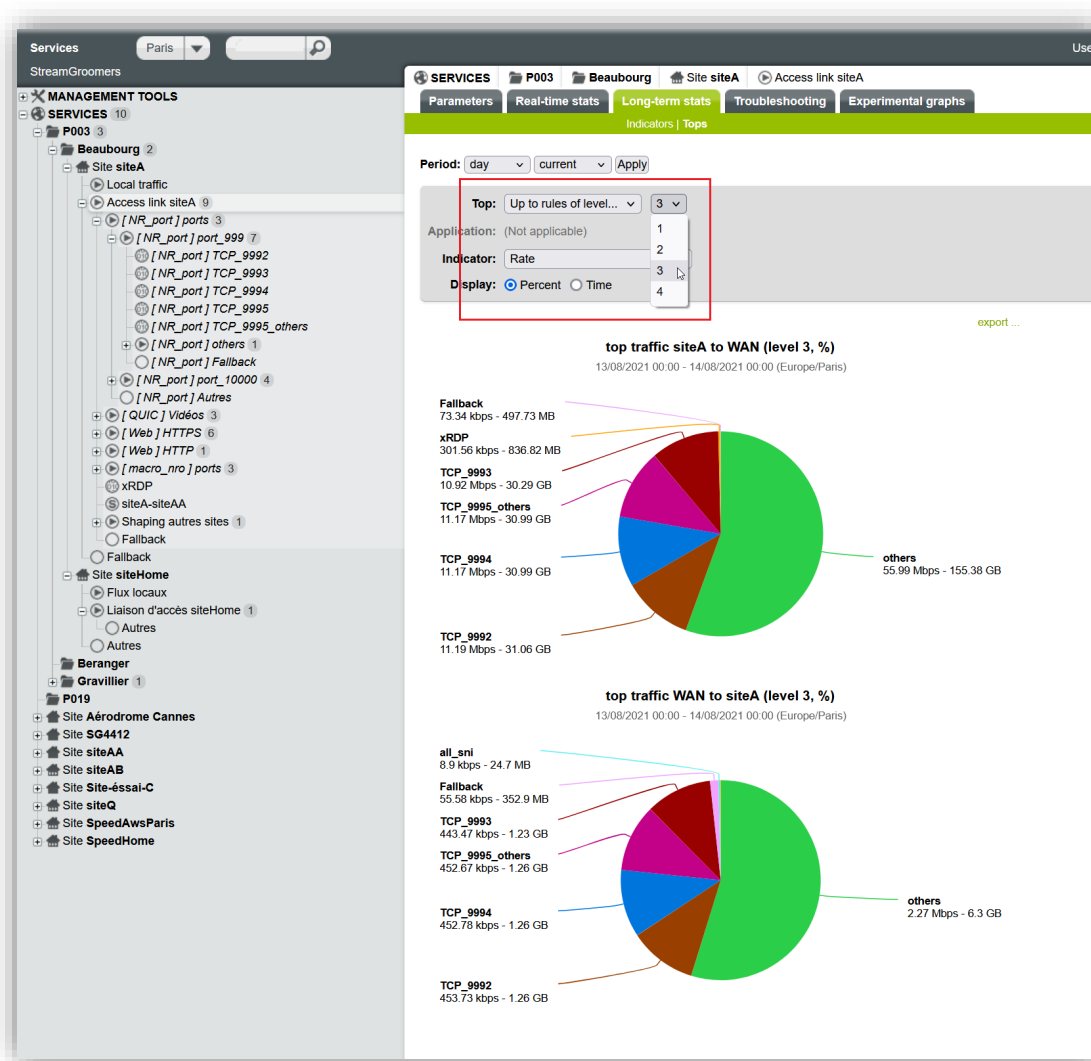 Services Paris Use
StreamGroomers
MANAGEMENT TOOLS
SERVICES 10
P003 3
Beaubourg 2
Site siteA
Local traffic
Access link siteA 9
[ NR_port ] ports 3
[ NR_port ] port_999 7
[ NR_port ] TCP_9992
[ NR_port ] TCP_9993
[ NR_port ] TCP_9994
[ NR_port ] TCP_9995
[ NR_port ] TCP_9995_others
[ NR_port ] others 1
[ NR_port ] Fallback
[ NR_port ] port_10000 4
[ NR_port ] Autres
[ QUIC ] Vidéos 3
[ Web ] HTTPS 6
[ Web ] HTTP 1
[ macro_nro ] ports 3
xRDP
siteA-siteAA
Shaping autres sites 1
Fallback
Fallback
Site siteHome
Flux locaux
Liaison d'accès siteHome 1
Autres
Autres
Beranger
Gravillier 1
P019
Site Aérodrome Cannes
Site SG4412
Site siteAA
Site siteAB
Site Site-éssai-C
Site siteQ
Site SpeedAwsParis
Site SpeedHome
SERVICES P003 Beaubourg Site siteA Access link siteA
Parameters Real-time stats Long-term stats Troubleshooting Experimental graphs
Indicators | Tops
Period: day current Apply
Top: Up to rules of level... 3
Application: (Not applicable)
Indicator: Rate
Display: Percent Time
1
2
3
4
export ...
top traffic siteA to WAN (level 3, %)
13/08/2021 00:00 - 14/08/2021 00:00 (Europe/Paris)
Fallback
73.34 kbps - 497.73 MB
xRDP
301.56 kbps - 836.82 MB
TCP_9993
10.92 Mbps - 30.29 GB
TCP_9995_others
11.17 Mbps - 30.99 GB
TCP_9994
11.17 Mbps - 30.99 GB
TCP_9992
11.19 Mbps - 31.06 GB
others
55.99 Mbps - 155.38 GB
top traffic WAN to siteA (level 3, %)
13/08/2021 00:00 - 14/08/2021 00:00 (Europe/Paris)
all_sni
8.9 kbps - 24.7 MB
Fallback
55.58 kbps - 352.9 MB
TCP_9993
443.47 kbps - 1.23 GB
TCP_9995_others
452.67 kbps - 1.26 GB
TCP_9994
452.78 kbps - 1.26 GB
TCP_9992
453.73 kbps - 1.26 GB
others
2.27 Mbps - 6.3 GB